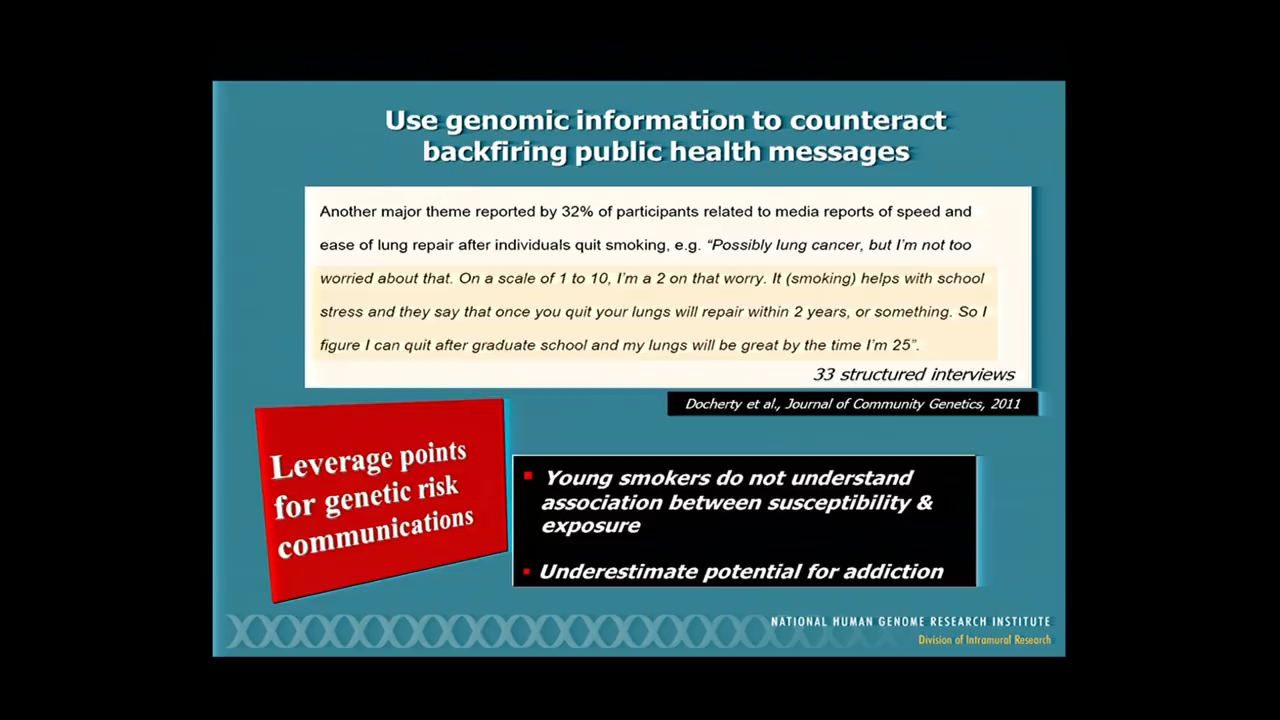 Use genomic information to counteract
backfiring public health messages
Another major theme reported by 32% of participants related to media reports of speed and
ease of lung repair after individuals quit smoking, e.g. “Possibly lung cancer, but I’m not too
worried about that. On a scale of 1 to 10, I’m a 2 on that worry. It (smoking) helps with school
stress and they say that once you quit your lungs will repair within 2 years, or something. So I
figure I can quit after graduate school and my lungs will be great by the time I’m 25”.
33 structured interviews
Docherty et al., Journal of Community Genetics, 2011
Leverage points
for genetic risk
communications
▪ Young smokers do not understand
association between susceptibility &
exposure
▪ Underestimate potential for addiction
NATIONAL HUMAN GENOME RESEARCH INSTITUTE
Division of Intramural Research